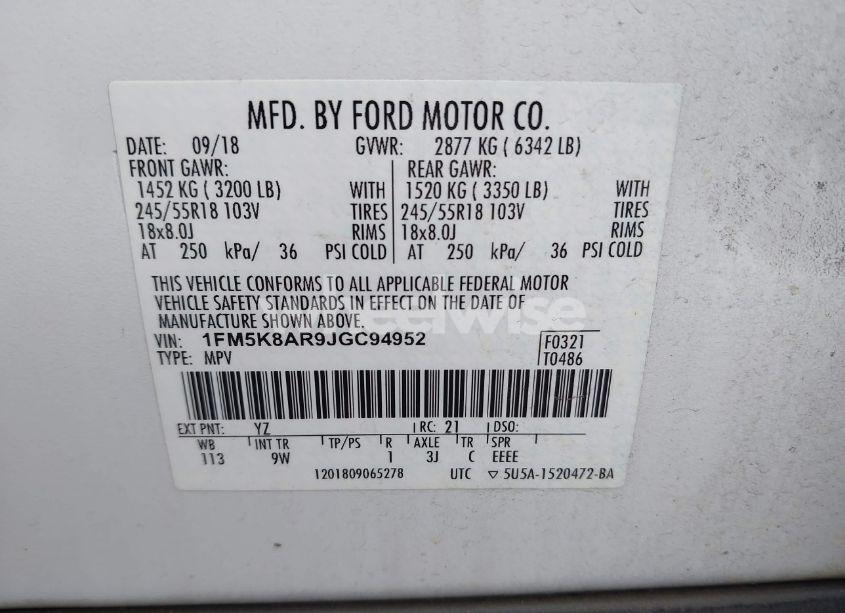 MFD. BY FORD MOTOR CO.
DATE: 09/18 GVWR: 2877 KG ( 6342 LB)
FRONT GAWR: REAR GAWR:
1452 KG ( 3200 LB) WITH 1520 KG ( 3350 LB) WITH
245/55R18 103V TIRES 245/55R18 103V TIRES
18x8.0J RIMS 18x8.0J RIMS
AT 250 kPa/ 36 PSI COLD AT 250 kPa/ 36 PSI COLD
THIS VEHICLE CONFORMS TO ALL APPLICABLE FEDERAL MOTOR
VEHICLE SAFETY STANDARDS IN EFFECT ON THE DATE OF
MANUFACTURE SHOWN ABOVE.
VIN: 1FM5K8AR9JGC94952 F0321
TYPE: MPV T0486
EXT PNT: YZ RC: 21 DSO:
WB INT TR TP/PS R AXLE TR SPR
113 9W 1 3J C EEEE
1201809065278 UTC ▽ 5U5A-1520472-BA